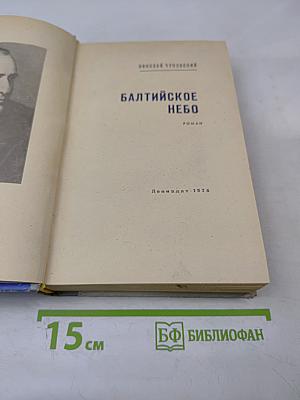 НИКОЛАЙ ЧУКОВСКИЙ
БАЛТИЙСКОЕ
НЕБО
РОМАН
Лениздат 1974
15 см
БФ БИБЛИОФАН